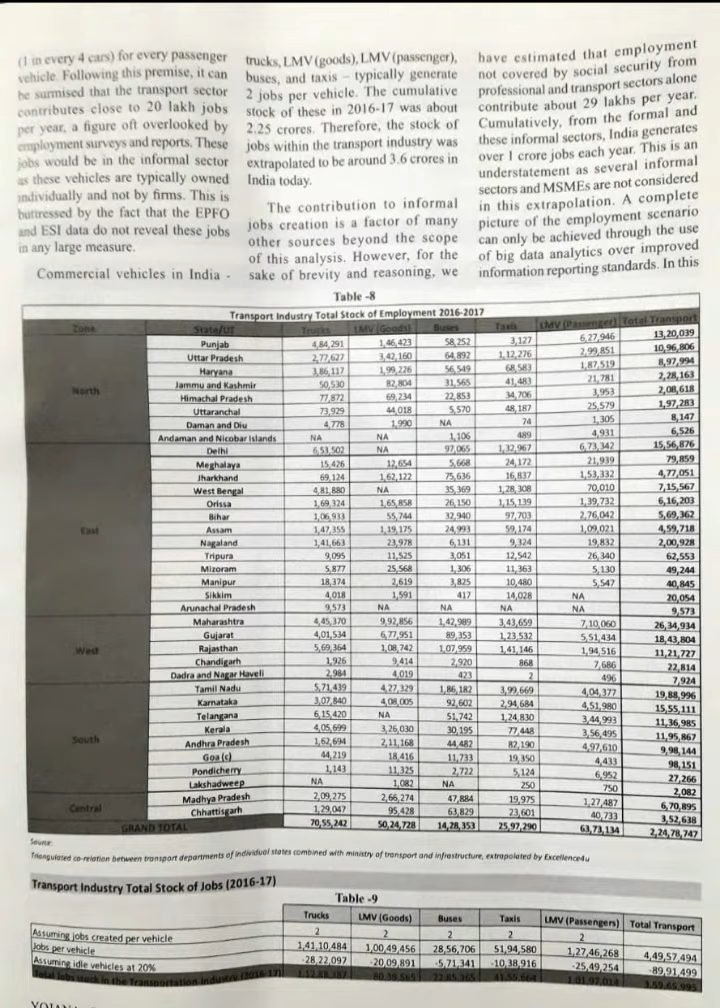 (1 in every 4 cars) for every passenger
vehicle. Following this premise, it can
be surmised that the transport sector
contributes close to 20 lakh jobs
per year, a figure oft overlooked by
employment surveys and reports. These
jobs would be in the informal sector
as these vehicles are typically owned
individually and not by firms. This is
buttressed by the fact that the EPFO
and ESI data do not reveal these jobs
in any large measure.
Commercial vehicles in India -
trucks, LMV (goods), LMV (passenger),
buses, and taxis – typically generate
2 jobs per vehicle. The cumulative
stock of these in 2016-17 was about
2.25 crores. Therefore, the stock of
jobs within the transport industry was
extrapolated to be around 3.6 crores in
India today.
The contribution to informal
jobs creation is a factor of many
other sources beyond the scope
of this analysis. However, for the
sake of brevity and reasoning, we
have estimated that employment
not covered by social security from
professional and transport sectors alone
contribute about 29 lakhs per year.
Cumulatively, from the formal and
these informal sectors, India generates
over 1 crore jobs each year. This is an
understatement as several informal
sectors and MSMEs are not considered
in this extrapolation. A complete
picture of the employment scenario
can only be achieved through the use
of big data analytics over improved
information reporting standards. In this
Table -8
Transport Industry Total Stock of Employment 2016-2017
Zone State/UT Trucks LMV (Goods) Buses Taxis LMV (Passenger) Total Transport
Punjab 4,84,291 1,46,423 58,252 3,127 6,27,946 13,20,039
Uttar Pradesh 2,77,627 3,42,160 64,892 1,12,276 2,99,851 10,96,806
Haryana 3,86,117 1,99,226 56,549 68,583 1,87,519 8,97,994
North Jammu and Kashmir 50,530 82,804 31,565 41,483 21,781 2,28,163
Himachal Pradesh 77,872 69,234 22,853 34,706 3,953 2,08,618
Uttaranchal 73,929 44,018 5,570 48,187 25,579 1,97,283
Daman and Diu 4,778 1,990 NA 74 1,305 8,147
Andaman and Nicobar Islands NA NA 1,106 489 4,931 6,526
Delhi 6,53,502 NA 97,065 1,32,967 6,73,342 15,56,876
Meghalaya 15,426 12,654 5,668 24,172 21,939 79,859
Jharkhand 69,124 1,62,122 75,636 16,837 1,53,332 4,77,051
West Bengal 4,81,880 NA 35,369 1,28,308 70,010 7,15,567
Orissa 1,69,324 1,65,858 26,150 1,15,139 1,39,732 6,16,203
Bihar 1,06,933 55,744 32,940 97,703 2,76,042 5,69,362
East Assam 1,47,355 1,19,175 24,993 59,174 1,09,021 4,59,718
Nagaland 1,41,663 23,978 6,131 9,324 19,832 2,00,928
Tripura 9,095 11,525 3,051 12,542 26,340 62,553
Mizoram 5,877 25,568 1,306 11,363 5,130 49,244
Manipur 18,374 2,619 3,825 10,480 5,547 40,845
Sikkim 4,018 1,591 417 14,028 NA 20,054
Arunachal Pradesh 9,573 NA NA NA NA 9,573
Maharashtra 4,45,370 9,92,856 1,42,989 3,43,659 7,10,060 26,34,934
Gujarat 4,01,534 6,77,951 89,353 1,23,532 5,51,434 18,43,804
West Rajasthan 5,69,364 1,08,742 1,07,959 1,41,146 1,94,516 11,21,727
Chandigarh 1,926 9,414 2,920 868 7,686 22,814
Dadra and Nagar Haveli 2,984 4,019 423 2 496 7,924
Tamil Nadu 5,71,439 4,27,329 1,86,182 3,99,669 4,04,377 19,88,996
Karnataka 3,07,840 4,08,005 92,602 2,94,684 4,51,980 15,55,111
Telangana 6,15,420 NA 51,742 1,24,830 3,44,993 11,36,985
Kerala 4,05,699 3,26,030 30,195 77,448 3,56,495 11,95,867
South Andhra Pradesh 1,62,694 2,11,168 44,482 82,190 4,97,610 9,98,144
Goa (c) 44,219 18,416 11,733 19,350 4,433 98,151
Pondicherry 1,143 11,325 2,722 5,124 6,952 27,266
Lakshadweep NA 1,082 NA 250 750 2,082
Central Madhya Pradesh 2,09,275 2,66,274 47,884 19,975 1,27,487 6,70,895
Chhattisgarh 1,29,047 95,428 63,829 23,601 40,733 3,52,638
GRAND TOTAL 70,55,242 50,24,728 14,28,353 25,97,290 63,73,134 2,24,78,747
Source:
Triangulated co-relation between transport departments of individual states combined with ministry of transport and infrastructure, extrapolated by Excellence4u
Transport Industry Total Stock of Jobs (2016-17)
Table -9
Trucks LMV (Goods) Buses Taxis LMV (Passengers) Total Transport
Assuming jobs created per vehicle 2 2 2 2 2
Jobs per vehicle 1,41,10,484 1,00,49,456 28,56,706 51,94,580 1,27,46,268 4,49,57,494
Assuming idle vehicles at 20% -28,22,097 -20,09,891 -5,71,341 -10,38,916 -25,49,254 -89,91,499
Total Jobs stock in the Transportation Industry (2016-17) 1,12,88,387 80,39,565 22,85,365 41,55,664 1,01,97,014 3,59,65,995